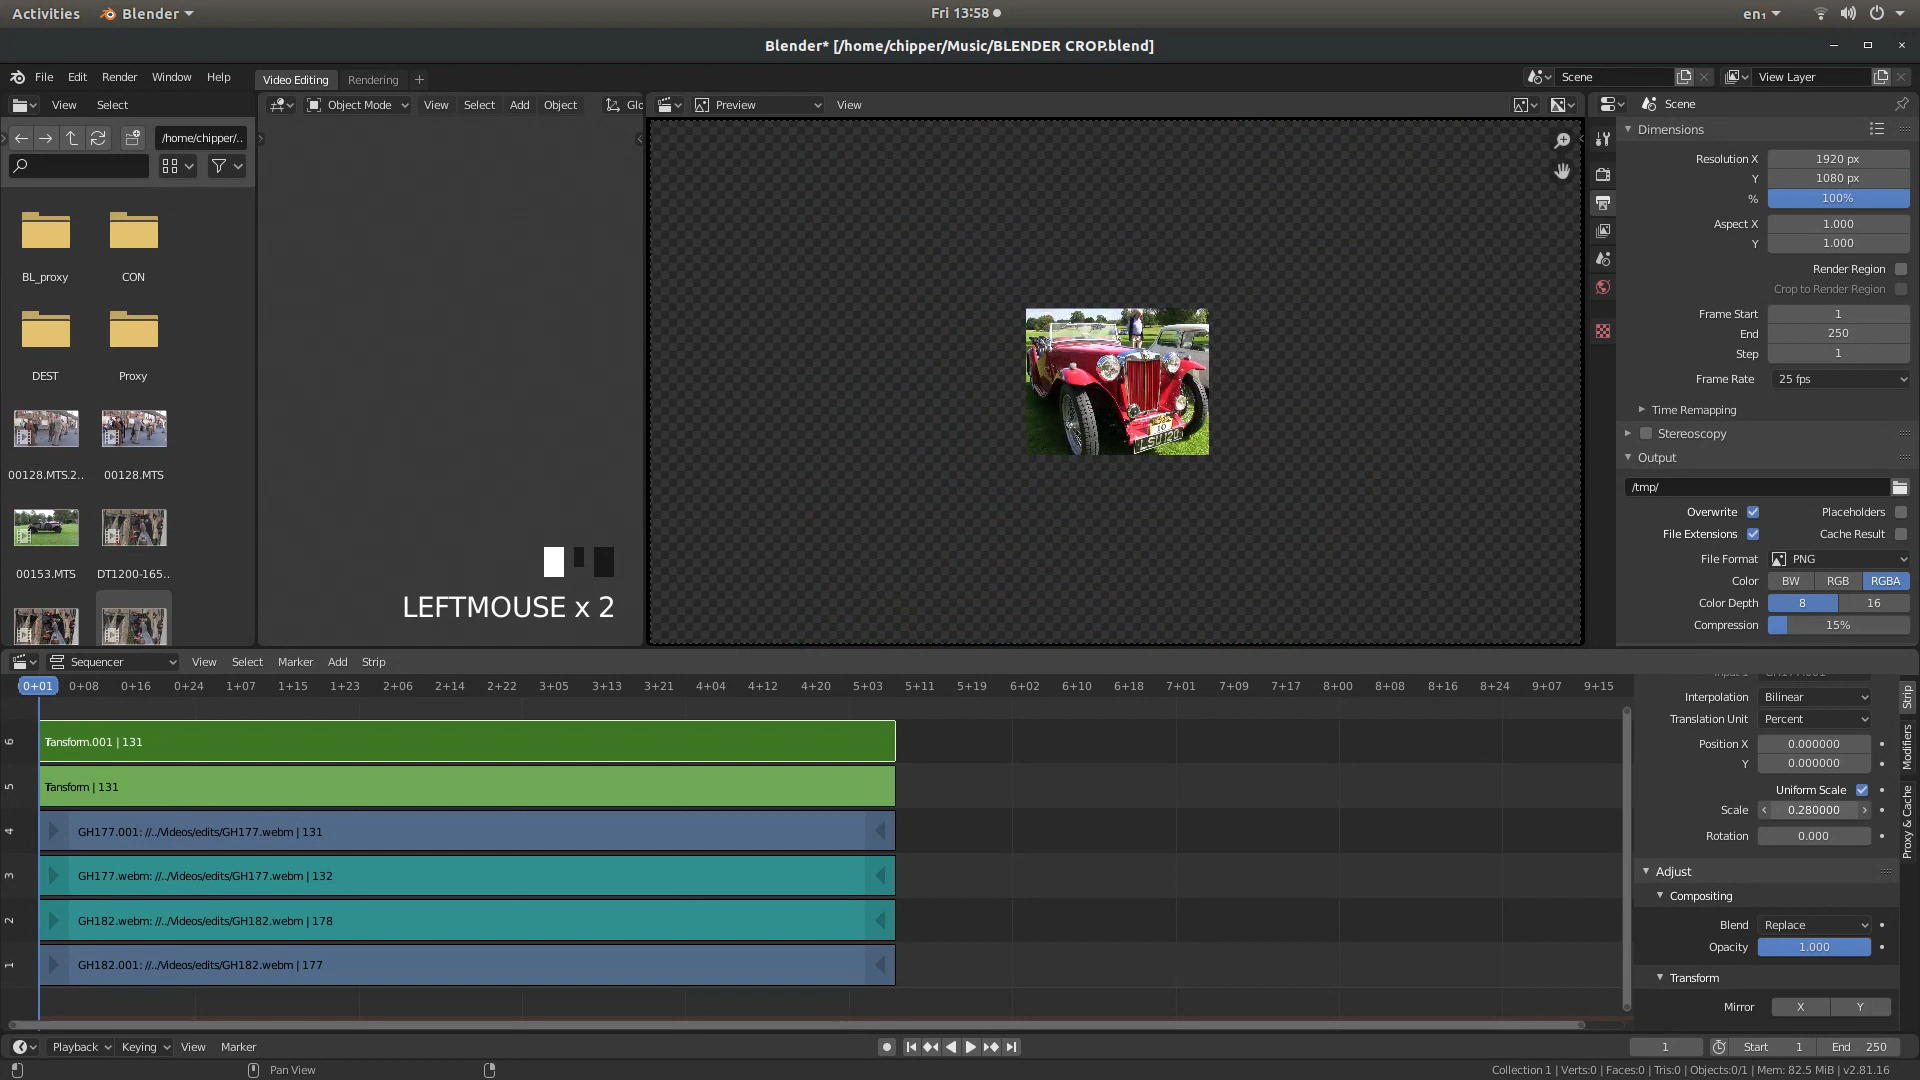 Activities
Blender
Fri 13:58
en₁
Blender* [/home/chipper/Music/BLENDER CROP.blend]
File Edit Render Window Help
Video Editing Rendering +
Scene
View Layer
View Select
Object Mode View Select Add Object Glo
Preview View
Scene
/home/chipper/..
Dimensions
Resolution X 1920 px
Y 1080 px
% 100%
Aspect X 1.000
Y 1.000
Render Region
Crop to Render Region
Frame Start 1
End 250
Step 1
Frame Rate 25 fps
Time Remapping
Stereoscopy
Output
/tmp/
Overwrite Placeholders
File Extensions Cache Result
File Format PNG
Color BW RGB RGBA
Color Depth 8 16
Compression 15%
BL_proxy CON
DEST Proxy
00128.MTS.2.. 00128.MTS
00153.MTS DT1200-165..
LSU 120
LEFTMOUSE x 2
Sequencer View Select Marker Add Strip
0+01 0+08 0+16 0+24 1+07 1+15 1+23 2+06 2+14 2+22 3+05 3+13 3+21 4+04 4+12 4+20 5+03 5+11 5+19 6+02 6+10 6+18 7+01 7+09 7+17 8+00 8+08 8+16 8+24 9+07 9+15
6 Transform.001 | 131
5 Transform | 131
4 GH177.001: //../Videos/edits/GH177.webm | 131
3 GH177.webm: //../Videos/edits/GH177.webm | 132
2 GH182.webm: //../Videos/edits/GH182.webm | 178
1 GH182.001: //../Videos/edits/GH182.webm | 177
Interpolation Bilinear
Translation Unit Percent
Position X 0.000000
Y 0.000000
Uniform Scale
Scale 0.280000
Rotation 0.000
Adjust
Compositing
Blend Replace
Opacity 1.000
Transform
Mirror X Y
Strip
Modifiers
Proxy & Cache
Playback Keying View Marker
1 Start 1 End 250
Pan View
Collection 1 | Verts:0 | Faces:0 | Tris:0 | Objects:0/1 | Mem: 82.5 MiB | v2.81.16